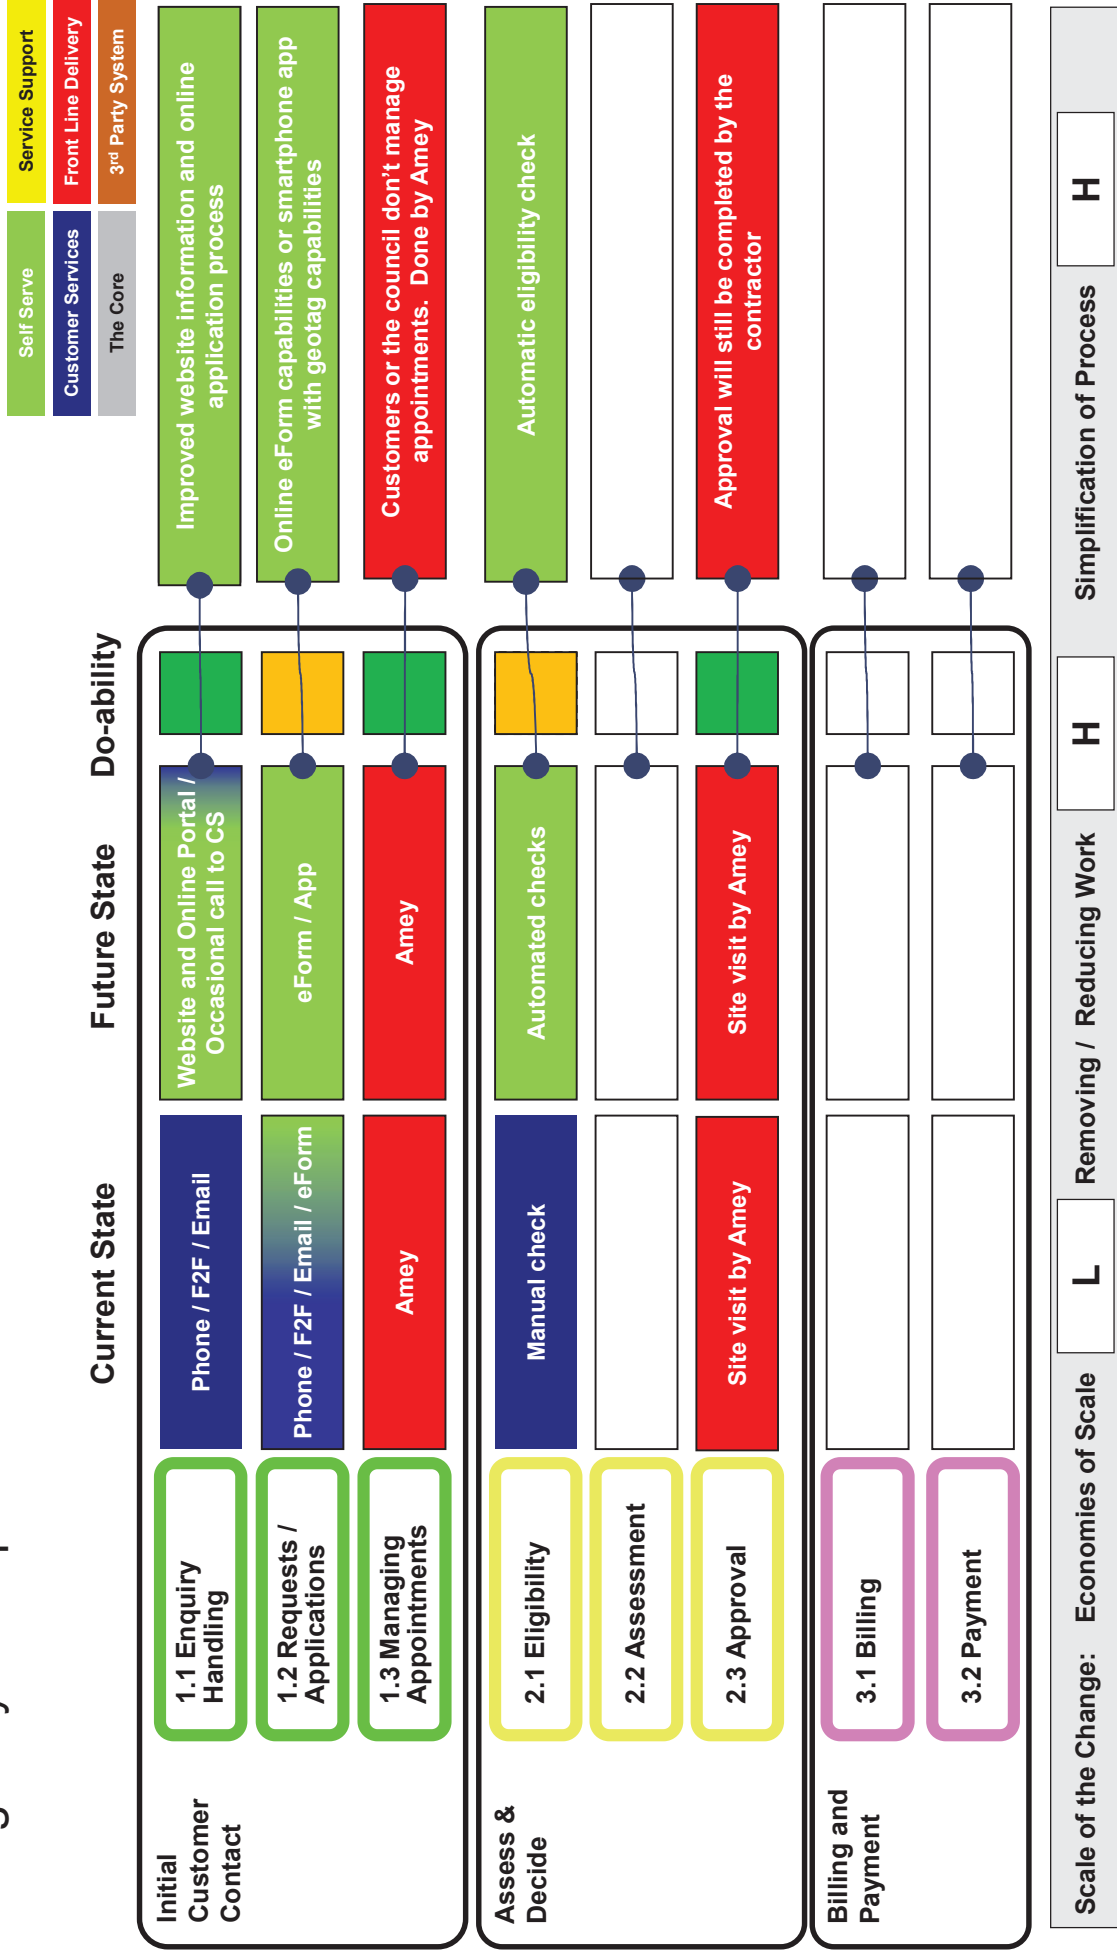 Self Serve
Service Support
Customer Services
Front Line Delivery
The Core
3rd Party System
Current State
Future State
Do-ability
Initial
Customer
Contact
1.1 Enquiry
Handling
Phone / F2F / Email
Website and Online Portal /
Occasional call to CS
Improved website information and online
application process
1.2 Requests /
Applications
Phone / F2F / Email / eForm
eForm / App
Online eForm capabilities or smartphone app
with geotag capabilities
1.3 Managing
Appointments
Amey
Amey
Customers or the council don't manage
appointments.  Done by Amey
Assess &
Decide
2.1 Eligibility
Manual check
Automated checks
Automatic eligibility check
2.2 Assessment
2.3 Approval
Site visit by Amey
Site visit by Amey
Approval will still be completed by the
contractor
Billing and
Payment
3.1 Billing
3.2 Payment
Scale of the Change:   Economies of Scale   L   Removing /  Reducing Work   H   Simplification of Process   H